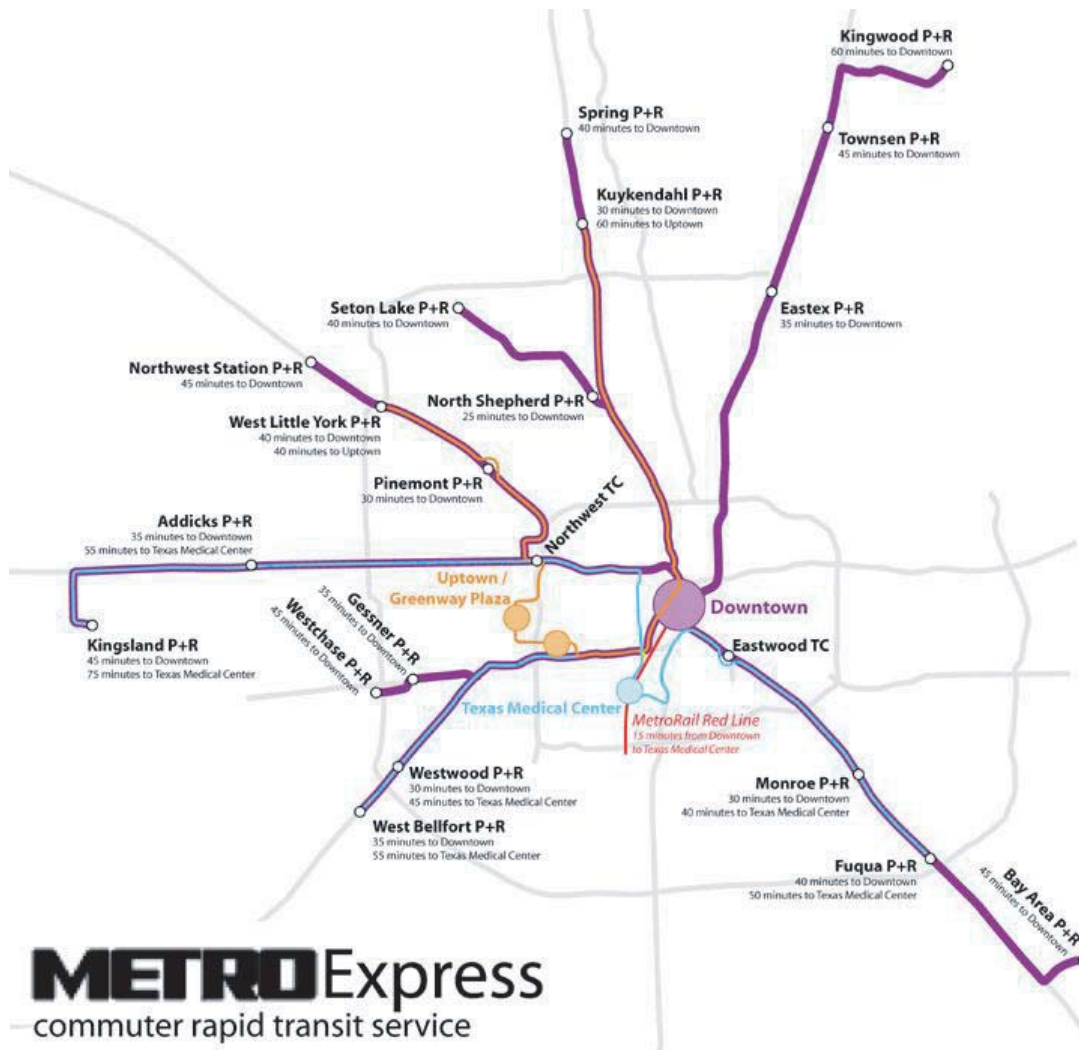 Kingwood P+R
60 minutes to Downtown
Spring P+R
40 minutes to Downtown
Townsen P+R
45 minutes to Downtown
Kuykendahl P+R
30 minutes to Downtown
60 minutes to Uptown
Seton Lake P+R
40 minutes to Downtown
Eastex P+R
35 minutes to Downtown
Northwest Station P+R
45 minutes to Downtown
North Shepherd P+R
25 minutes to Downtown
West Little York P+R
40 minutes to Downtown
40 minutes to Uptown
Pinemont P+R
30 minutes to Downtown
Northwest TC
Addicks P+R
35 minutes to Downtown
55 minutes to Texas Medical Center
Uptown /
Greenway Plaza
Downtown
Gessner P+R
35 minutes to Downtown
Westchase P+R
45 minutes to Downtown
Kingsland P+R
45 minutes to Downtown
75 minutes to Texas Medical Center
Eastwood TC
Texas Medical Center
MetroRail Red Line
15 minutes from Downtown
to Texas Medical Center
Westwood P+R
30 minutes to Downtown
45 minutes to Texas Medical Center
West Bellfort P+R
35 minutes to Downtown
55 minutes to Texas Medical Center
Monroe P+R
30 minutes to Downtown
40 minutes to Texas Medical Center
Fuqua P+R
40 minutes to Downtown
50 minutes to Texas Medical Center
Bay Area P+R
45 minutes to Downtown
METRO Express
commuter rapid transit service